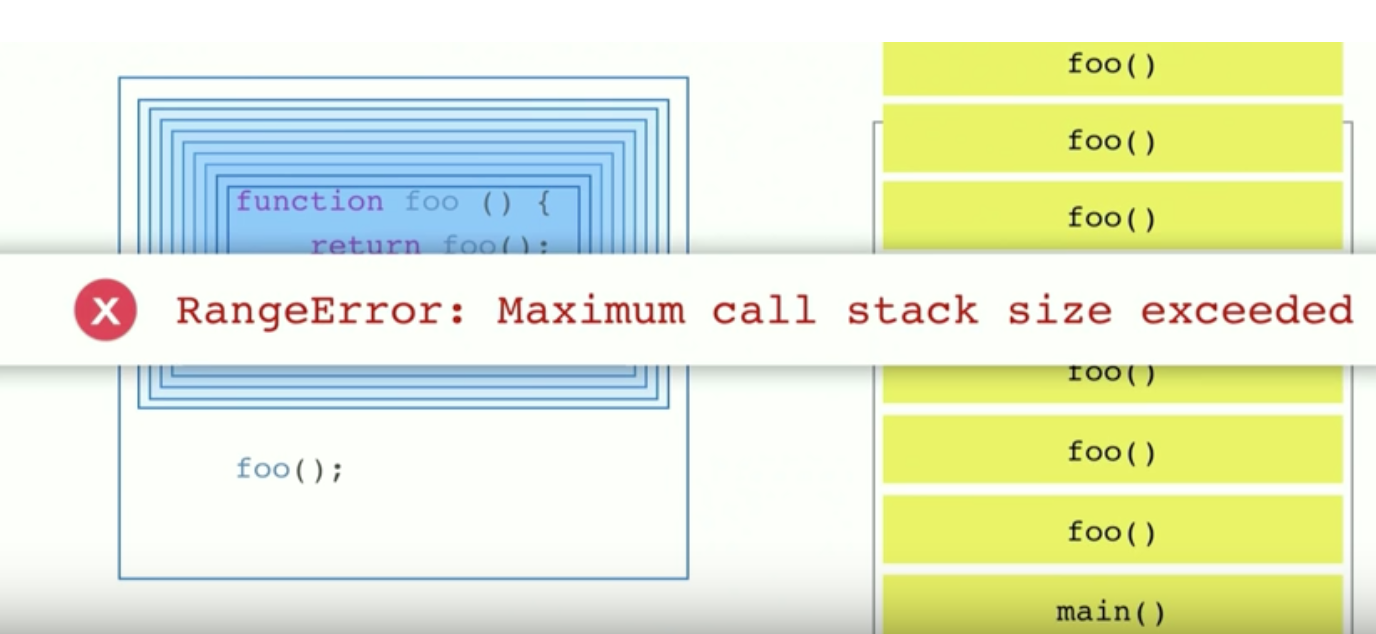 function foo () {
return foo();
RangeError: Maximum call stack size exceeded
foo();
foo()
foo()
foo()
foo()
foo()
foo()
main()